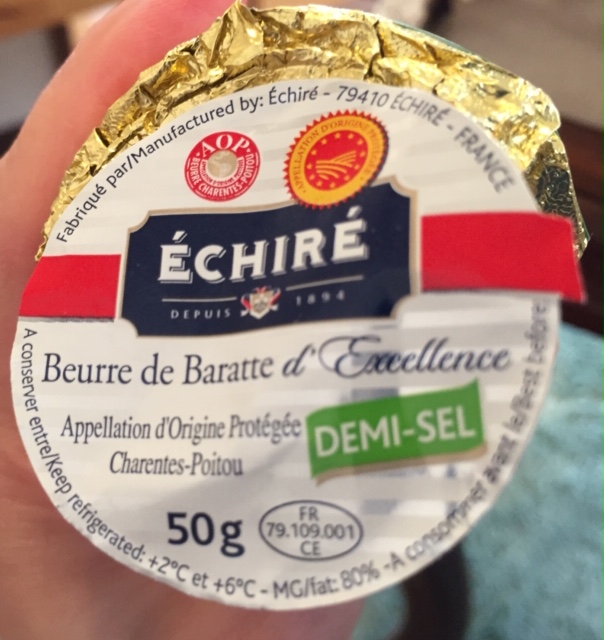 Fabriqué par/Manufactured by: Échiré - 79410 ÉCHIRÉ - FRANCE
AOP
BEURRE CHARENTES-POITOU
APPELLATION D'ORIGINE PROTÉGÉE
ÉCHIRÉ
DEPUIS 1894
Beurre de Baratte d'Excellence
Appellation d'Origine Protégée
Charentes-Poitou
DEMI-SEL
50g
FR
79.109.001
CE
A conserver entre/Keep refrigerated: +2°C et +6°C - MG/fat: 80% - A consommer avant le/Best before